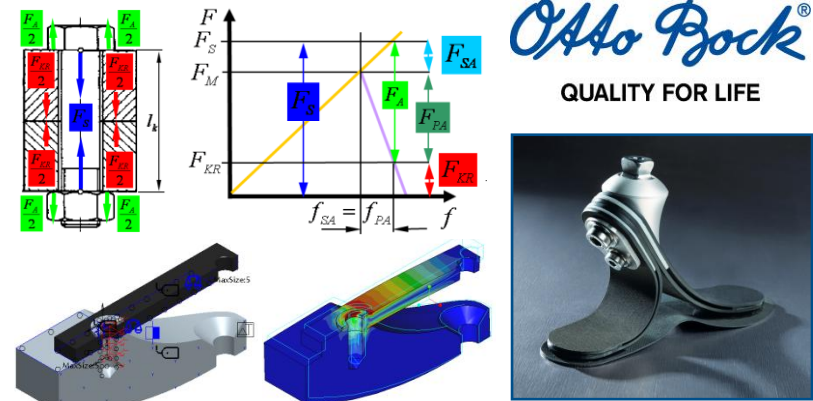 F_A/2
F_A/2
F_KR/2
F_KR/2
F_S
l_k
F_KR/2
F_KR/2
F_A/2
F_A/2
F
F_S
F_M
F_KR
F_S
F_A
F_SA
F_PA
F_KR
f_SA = f_PA
f
Otto Bock®
QUALITY FOR LIFE
MaxSize:5